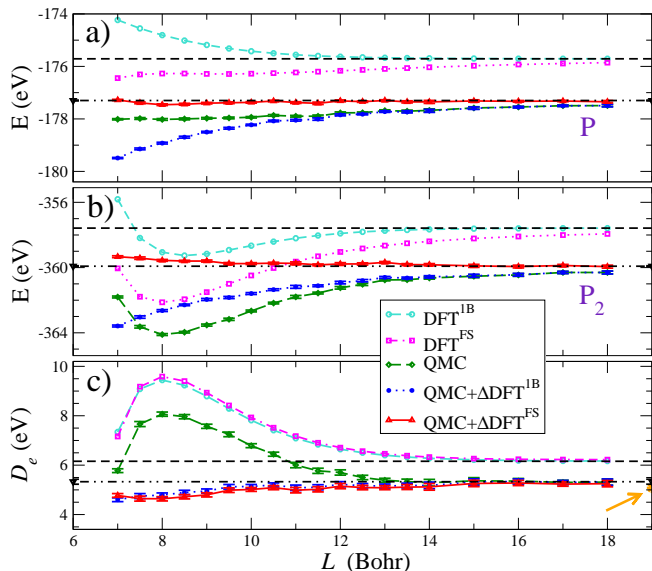 a)
E (eV)
-174
-176
-178
-180
P
b)
E (eV)
-356
-360
-364
P₂
DFT¹ᴮ
DFTᶠˢ
QMC
QMC+ΔDFT¹ᴮ
QMC+ΔDFTᶠˢ
c)
Dₑ (eV)
10
8
6
4
6 8 10 12 14 16 18
L (Bohr)